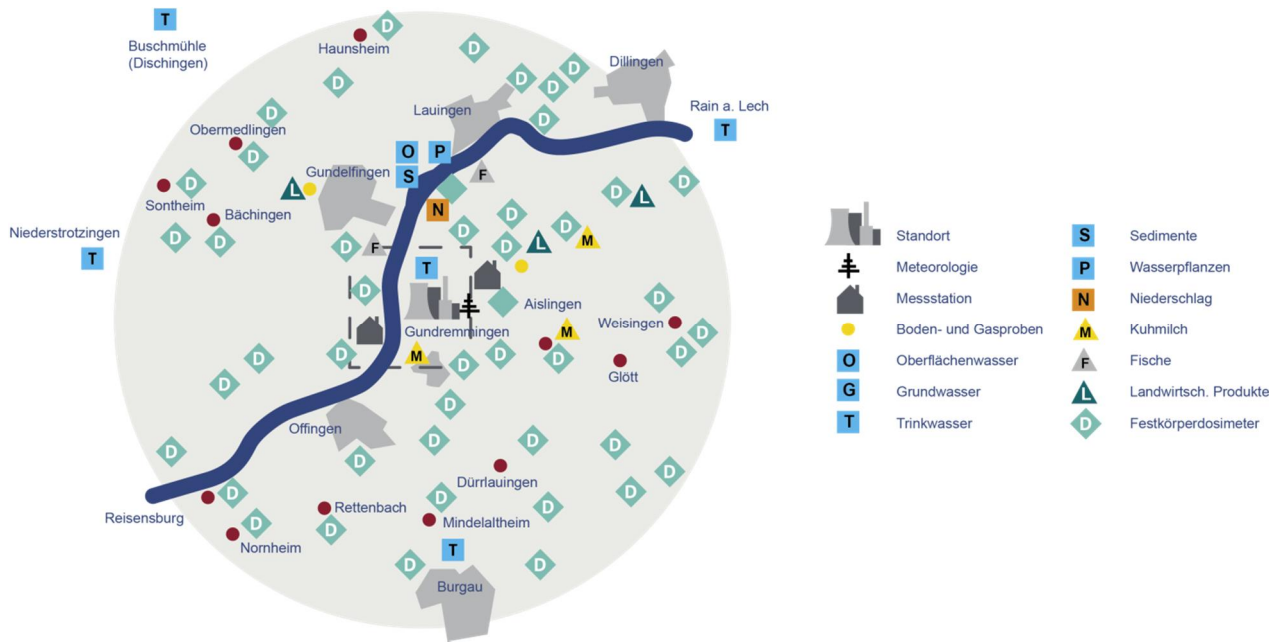 T
Buschmühle
(Dischingen)
Haunsheim
D
D
D
D
D
D
Dillingen
Lauingen
D
D
Rain a. Lech
T
Obermedlingen
D
O
P
Gundelfingen
S
F
Sontheim
D
L
D
L
D
Bächingen
N
D
D
D
Niederstrotzingen
T
D
D
D
F
D
L
M
T
D
Aislingen
D
Weisingen
D
Gundremmingen
M
D
D
D
M
D
D
D
Glött
D
D
Offingen
D
D
D
D
D
D
D
Dürrlauingen
D
D
Reisensburg
D
Rettenbach
D
D
D
Mindelaltheim
Nornheim
D
T
D
D
Burgau
Standort
Meteorologie
Messstation
Boden- und Gasproben
O Oberflächenwasser
G Grundwasser
T Trinkwasser
S Sedimente
P Wasserpflanzen
N Niederschlag
M Kuhmilch
F Fische
L Landwirtsch. Produkte
D Festkörperdosimeter